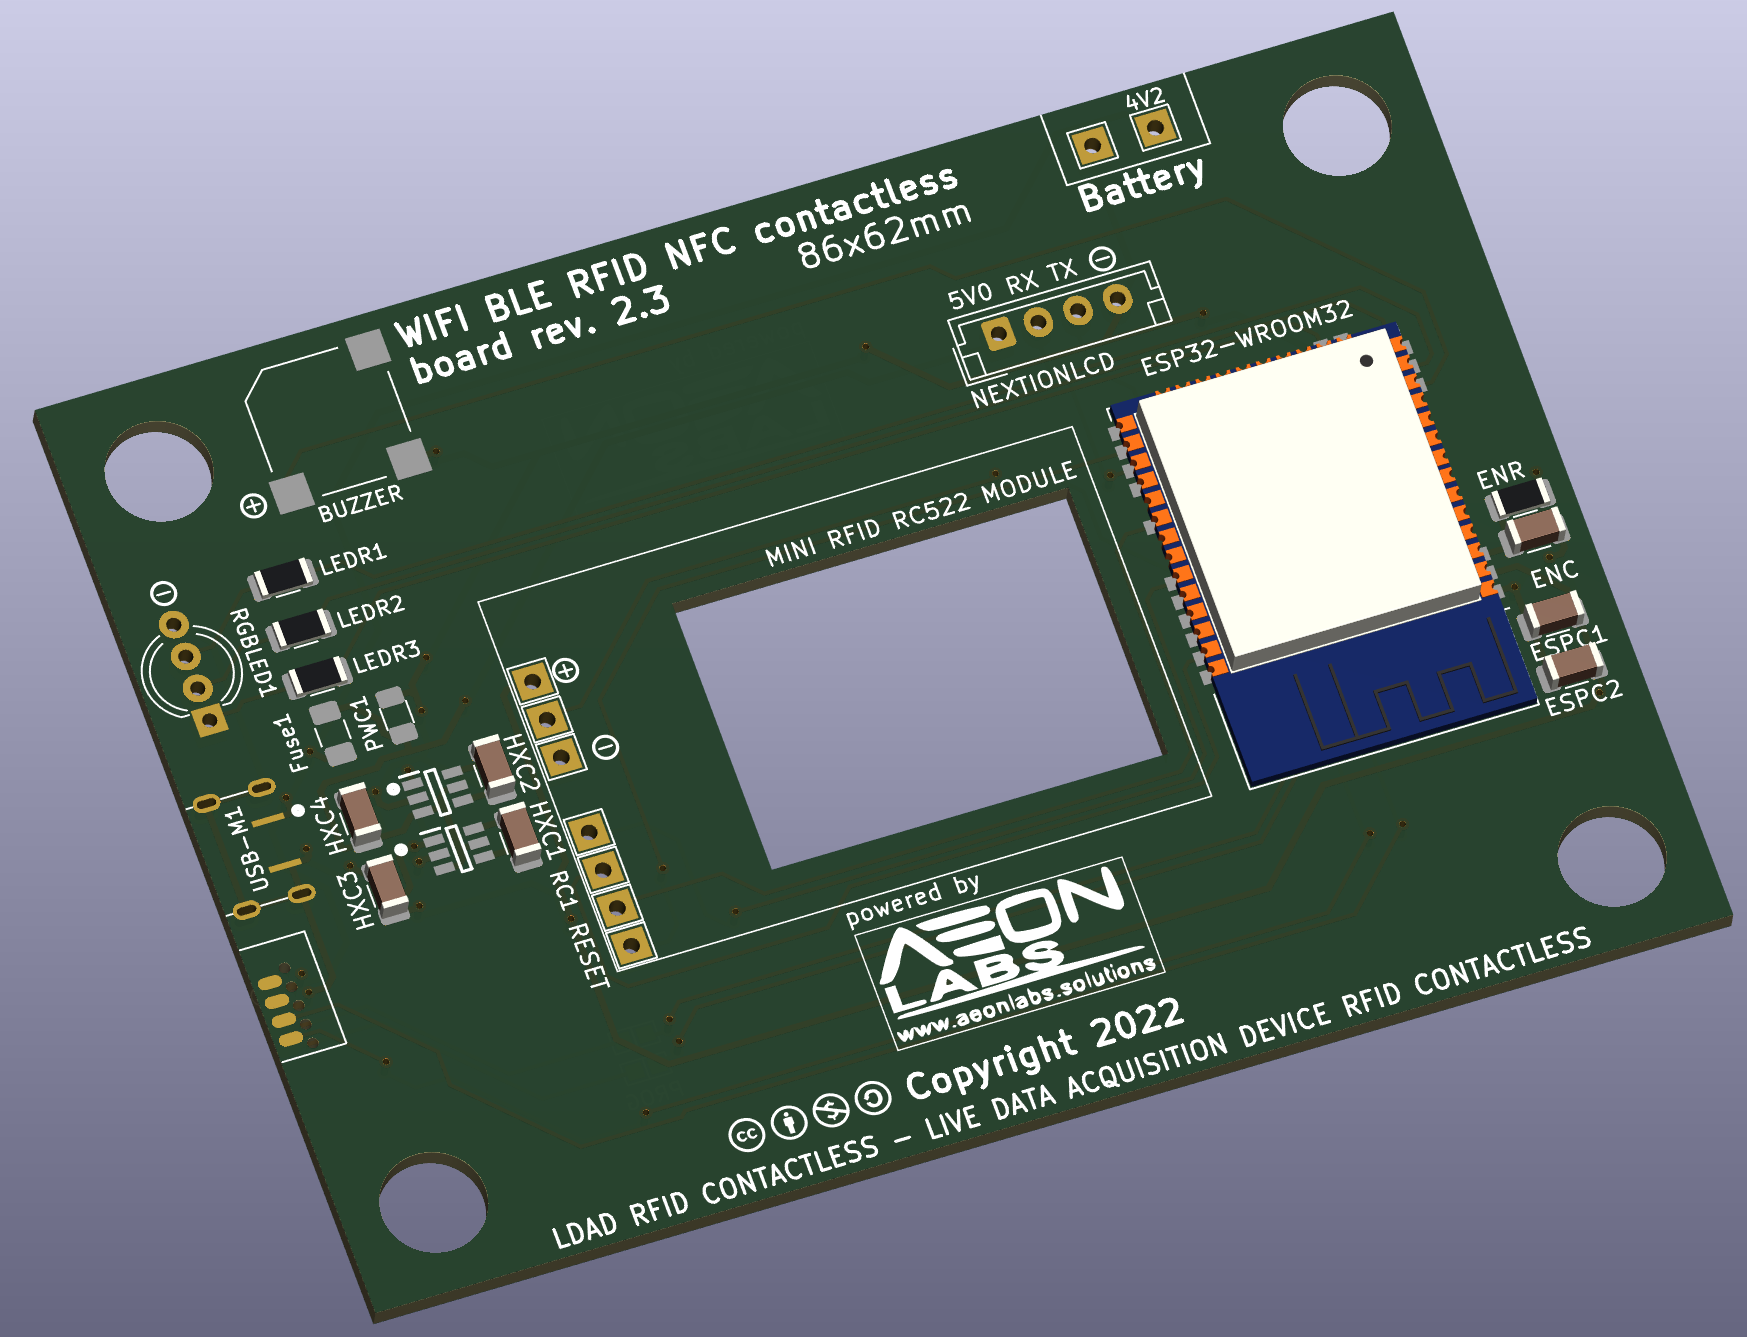 4V2
Battery
WIFI BLE RFID NFC contactless
board rev. 2.3
86x62mm
5V0 RX TX
NEXTIONLCD
ESP32-WROOM32
BUZZER
MINI RFID RC522 MODULE
ENR
ENC
ESPC1
ESPC2
LEDR1
LEDR2
LEDR3
RGBLED1
Fuse1
PWC1
HXC2
HXC1
HXC4
HXC3
USB-M1
RC1 RESET
powered by
AEON
LABS
www.aeonlabs.solutions
cc
Copyright 2022
LDAD RFID CONTACTLESS - LIVE DATA ACQUISITION DEVICE RFID CONTACTLESS